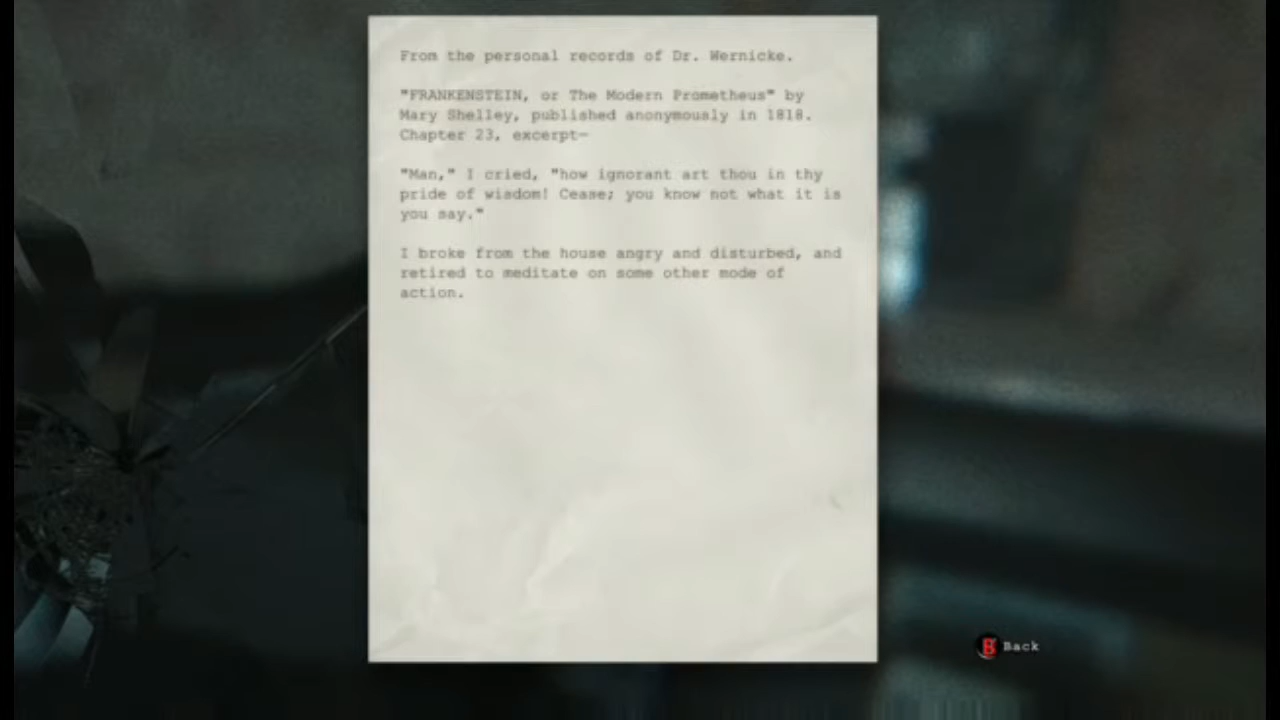 From the personal records of Dr. Wernicke.
"FRANKENSTEIN, or The Modern Prometheus" by
Mary Shelley, published anonymously in 1818.
Chapter 23, excerpt—
"Man," I cried, "how ignorant art thou in thy
pride of wisdom! Cease; you know not what it is
you say."
I broke from the house angry and disturbed, and
retired to meditate on some other mode of
action.
B Back